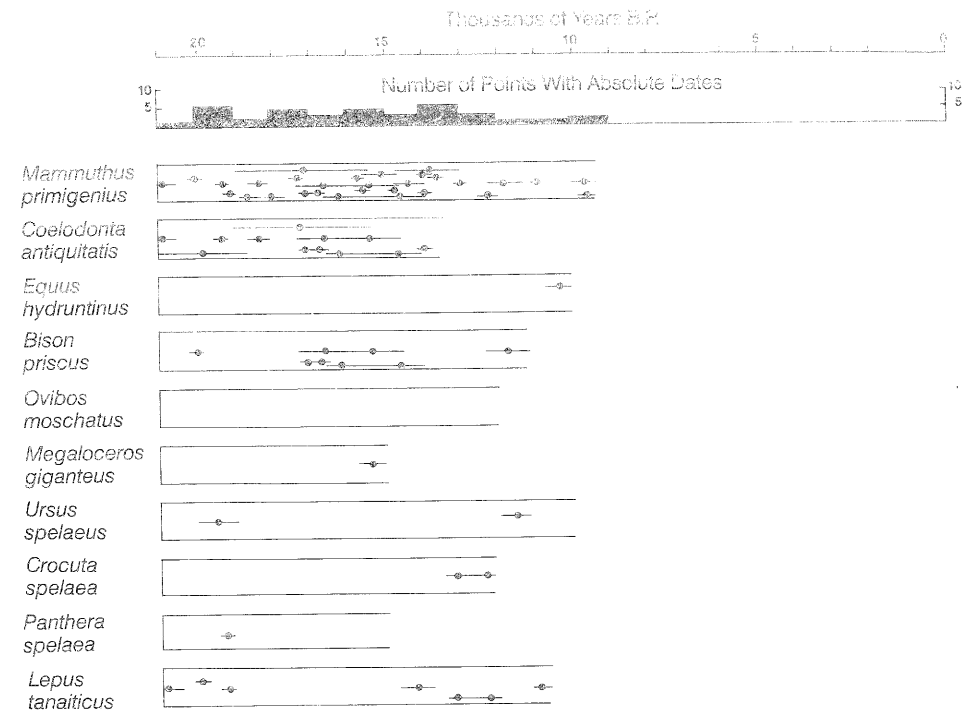 Thousands of Years B.P.
20 15 10 5 0
Number of Points With Absolute Dates
10 10
5 5
Mammuthus
primigenius
Coelodonta
antiquitatis
Equus
hydruntinus
Bison
priscus
Ovibos
moschatus
Megaloceros
giganteus
Ursus
spelaeus
Crocuta
spelaea
Panthera
spelaea
Lepus
tanaiticus